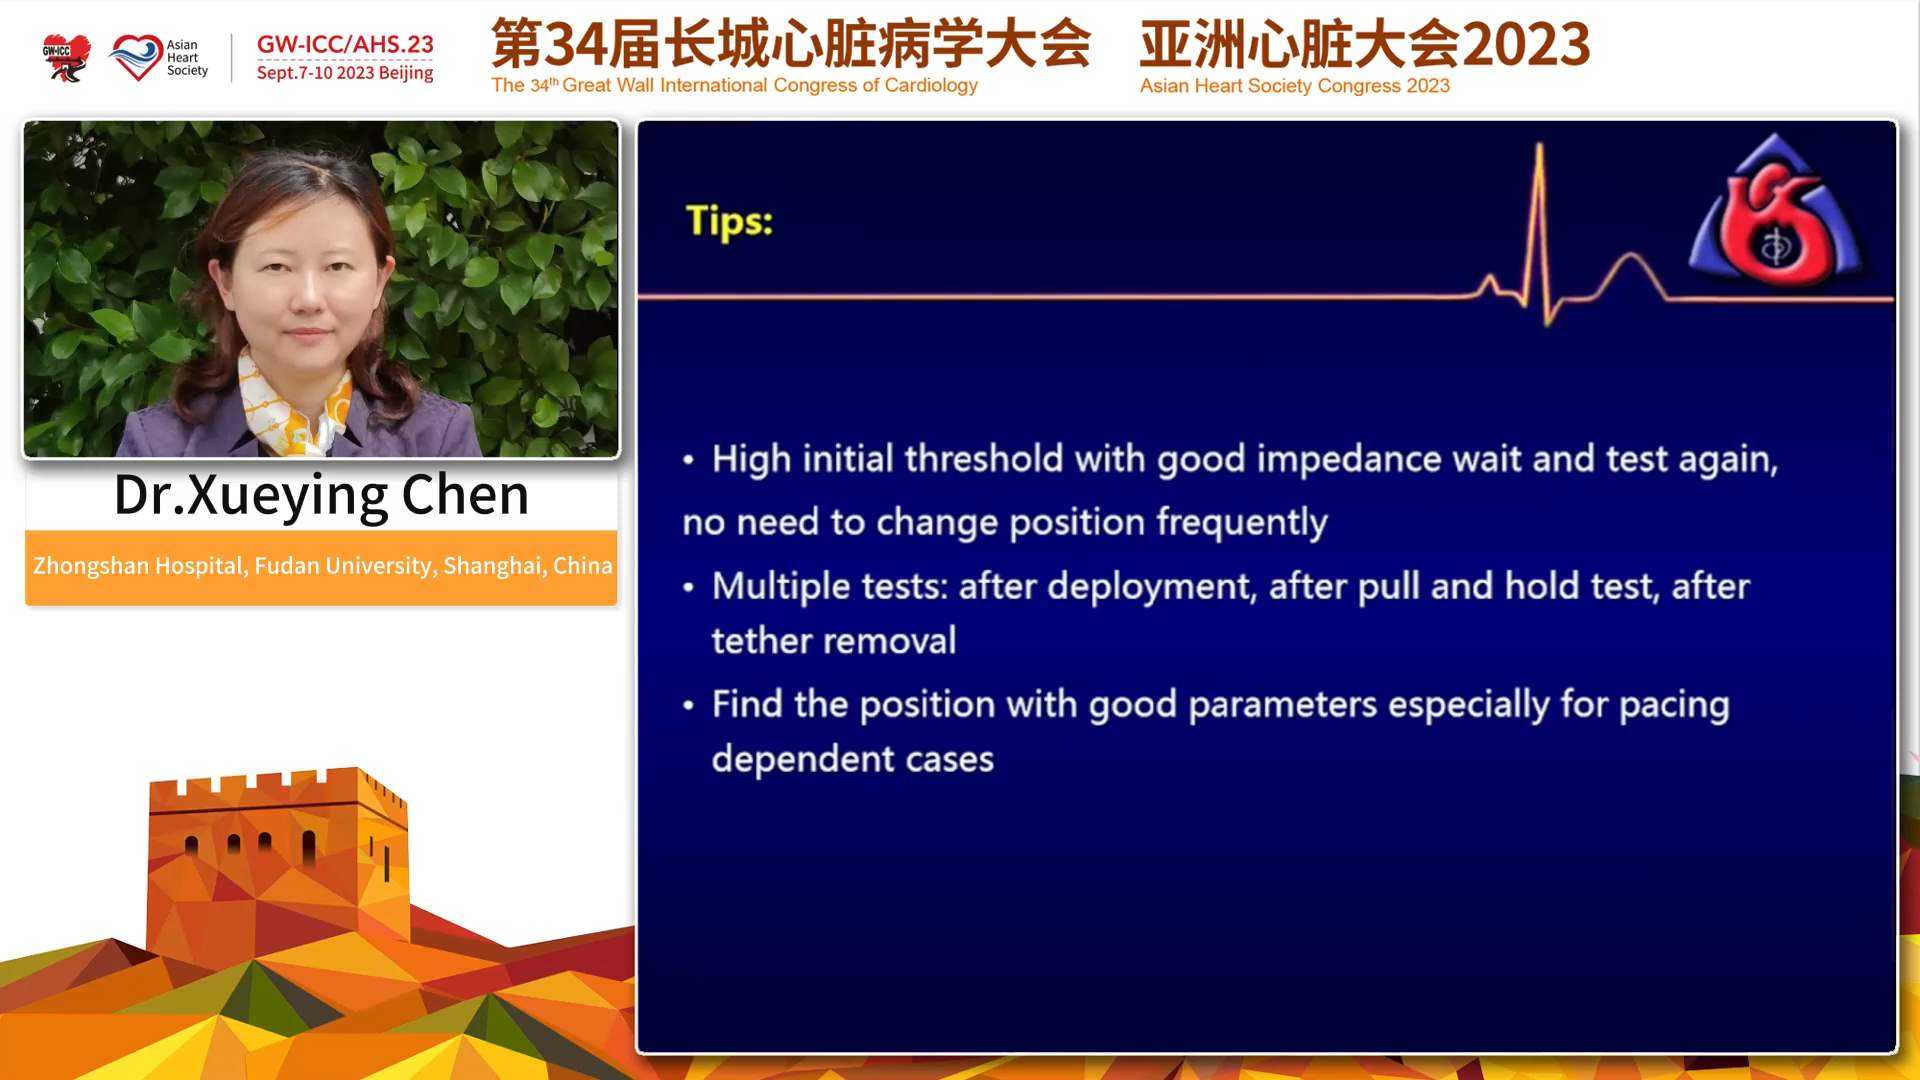 GW-ICC
Asian
Heart
Society
GW-ICC/AHS.23
Sept.7-10 2023 Beijing
第34届长城心脏病学大会
The 34th Great Wall International Congress of Cardiology
亚洲心脏大会2023
Asian Heart Society Congress 2023
Dr.Xueying Chen
Zhongshan Hospital, Fudan University, Shanghai, China
Tips:
• High initial threshold with good impedance wait and test again,
no need to change position frequently
• Multiple tests: after deployment, after pull and hold test, after
tether removal
• Find the position with good parameters especially for pacing
dependent cases